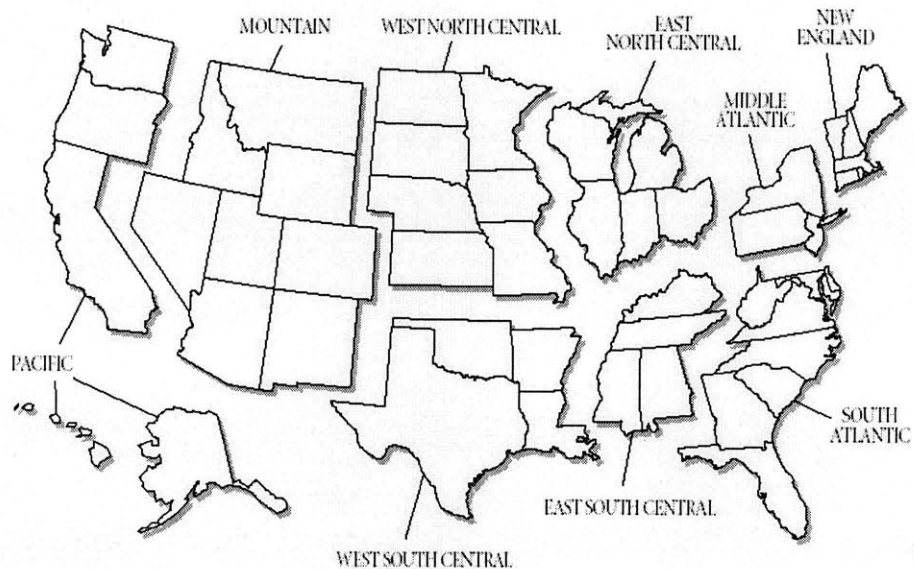 MOUNTAIN
WEST NORTH CENTRAL
EAST
NORTH CENTRAL
NEW
ENGLAND
MIDDLE
ATLANTIC
PACIFIC
SOUTH
ATLANTIC
EAST SOUTH CENTRAL
WEST SOUTH CENTRAL